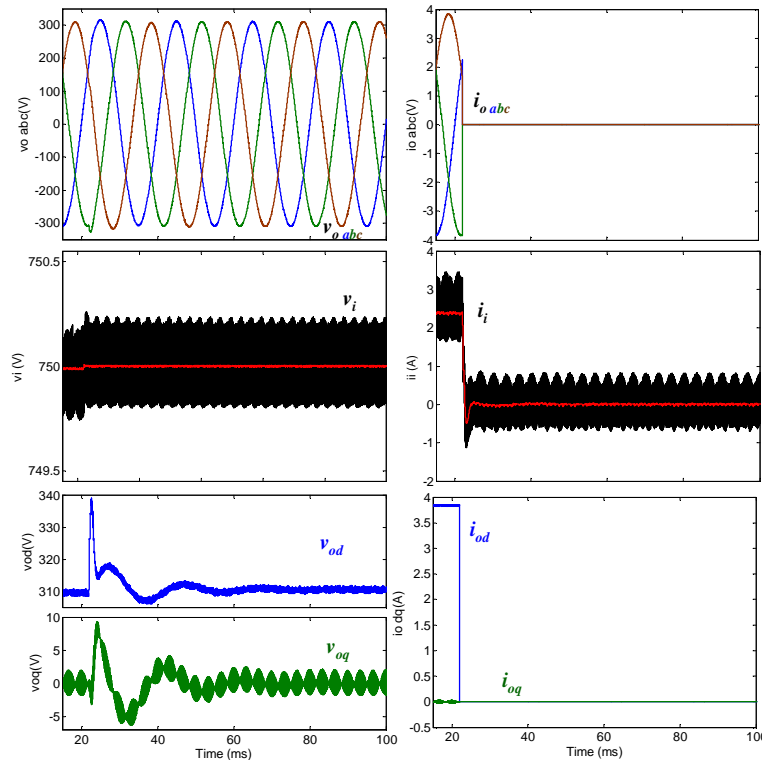 300
200
100
0
-100
-200
-300
vo abc(V)
v o abc
4
3
2
1
0
-1
-2
-3
-4
io abc(V)
i o abc
750.5
750
749.5
vi (V)
v i
4
3
2
1
0
-1
-2
ii (A)
i i
340
330
320
310
vod(V)
v od
10
5
0
-5
voq(V)
v oq
20 40 60 80 100
Time (ms)
4
3.5
3
2.5
2
1.5
1
0.5
0
-0.5
io dq(A)
i od
i oq
20 40 60 80 100
Time (ms)